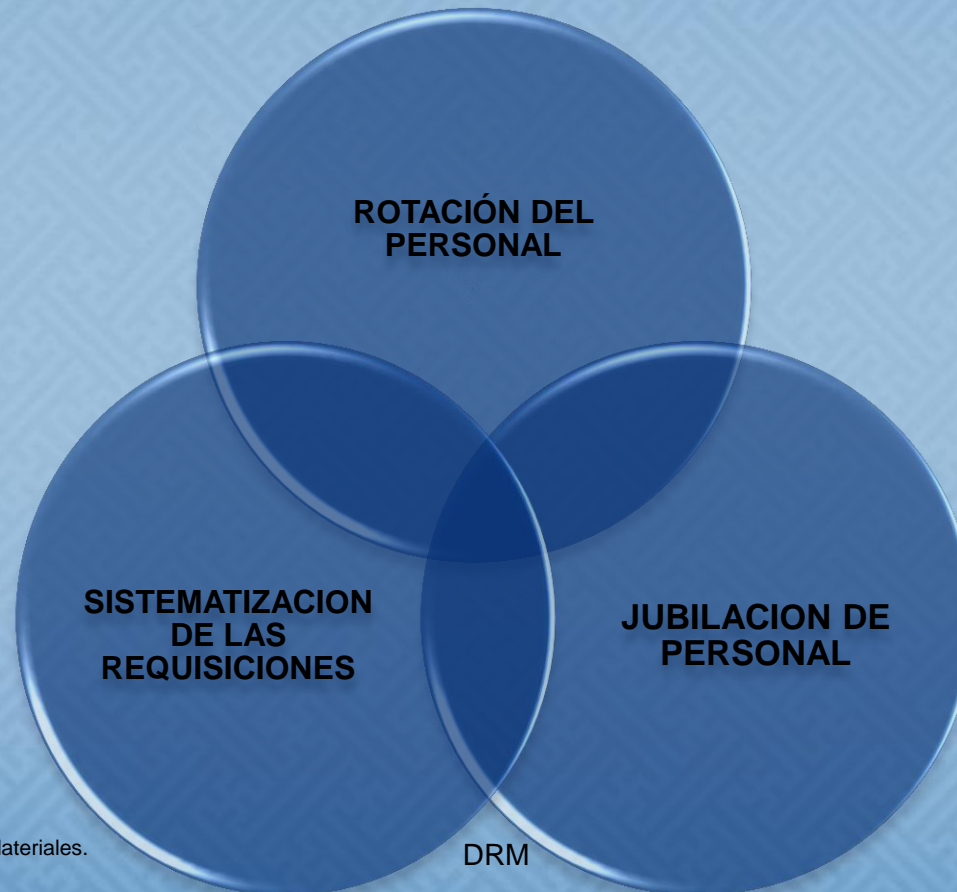 ROTACIÓN DEL
PERSONAL
SISTEMATIZACION
DE LAS
REQUISICIONES
JUBILACION DE
PERSONAL
DRM